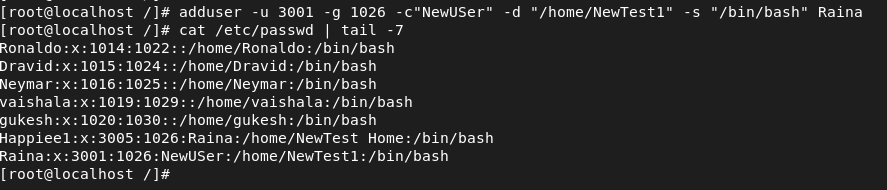 [root@localhost /]# adduser -u 3001 -g 1026 -c"NewUSer" -d "/home/NewTest1" -s "/bin/bash" Raina
[root@localhost /]# cat /etc/passwd | tail -7
Ronaldo:x:1014:1022::/home/Ronaldo:/bin/bash
Dravid:x:1015:1024::/home/Dravid:/bin/bash
Neymar:x:1016:1025::/home/Neymar:/bin/bash
vaishala:x:1019:1029::/home/vaishala:/bin/bash
gukesh:x:1020:1030::/home/gukesh:/bin/bash
Happiee1:x:3005:1026:Raina:/home/NewTest Home:/bin/bash
Raina:x:3001:1026:NewUSer:/home/NewTest1:/bin/bash
[root@localhost /]#